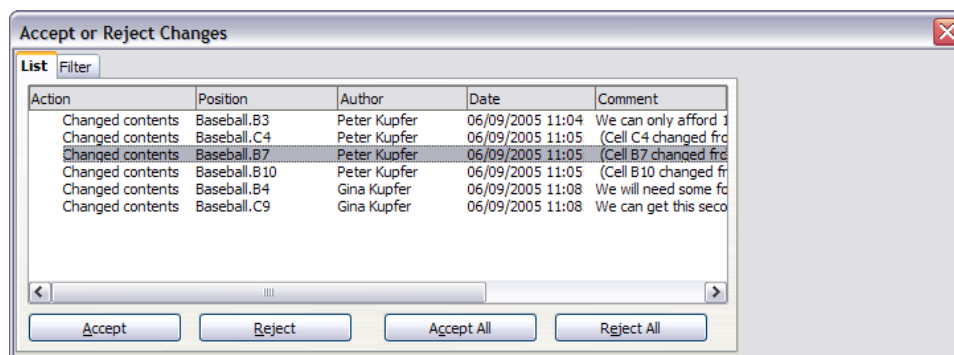 Accept or Reject Changes
List Filter
Action Position Author Date Comment
Changed contents Baseball.B3 Peter Kupfer 06/09/2005 11:04 We can only afford 1
Changed contents Baseball.C4 Peter Kupfer 06/09/2005 11:05 (Cell C4 changed fro
Changed contents Baseball.B7 Peter Kupfer 06/09/2005 11:05 (Cell B7 changed fro
Changed contents Baseball.B10 Peter Kupfer 06/09/2005 11:05 (Cell B10 changed fr
Changed contents Baseball.B4 Gina Kupfer 06/09/2005 11:08 We will need some fo
Changed contents Baseball.C9 Gina Kupfer 06/09/2005 11:08 We can get this seco
Accept Reject Accept All Reject All